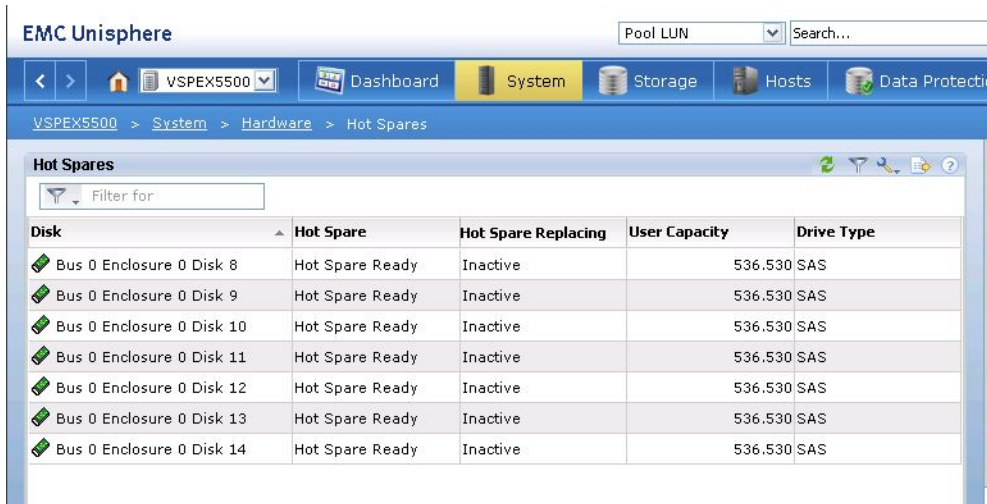 EMC Unisphere
Pool LUN Search...
VSPEX5500 Dashboard System Storage Hosts Data Protecti
VSPEX5500 > System > Hardware > Hot Spares
Hot Spares
Filter for
Disk Hot Spare Hot Spare Replacing User Capacity Drive Type
Bus 0 Enclosure 0 Disk 8 Hot Spare Ready Inactive 536.530 SAS
Bus 0 Enclosure 0 Disk 9 Hot Spare Ready Inactive 536.530 SAS
Bus 0 Enclosure 0 Disk 10 Hot Spare Ready Inactive 536.530 SAS
Bus 0 Enclosure 0 Disk 11 Hot Spare Ready Inactive 536.530 SAS
Bus 0 Enclosure 0 Disk 12 Hot Spare Ready Inactive 536.530 SAS
Bus 0 Enclosure 0 Disk 13 Hot Spare Ready Inactive 536.530 SAS
Bus 0 Enclosure 0 Disk 14 Hot Spare Ready Inactive 536.530 SAS